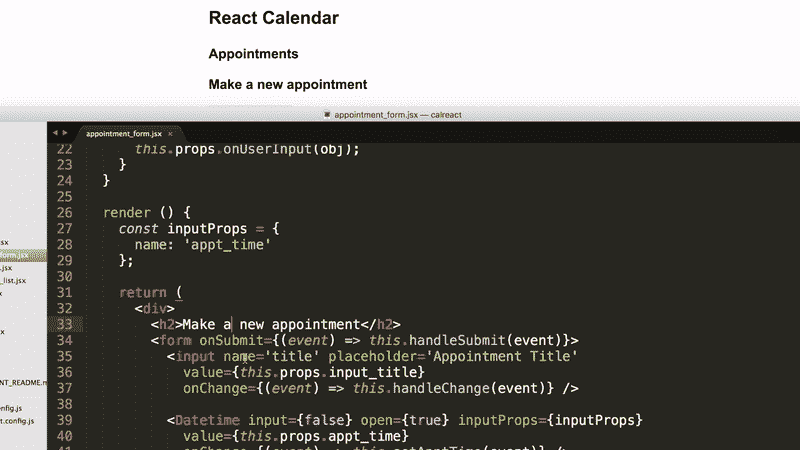 React Calendar
Appointments
Make a new appointment
appointment_form.jsx — calreact
appointment_form.jsx ×
22 this.props.onUserInput(obj);
23 }
24 }
25
26 render () {
27 const inputProps = {
28 name: 'appt_time'
29 };
30
31 return (
32 <div>
33 <h2>Make a new appointment</h2>
34 <form onSubmit={(event) => this.handleSubmit(event)}>
35 <input name='title' placeholder='Appointment Title'
36 value={this.props.input_title}
37 onChange={(event) => this.handleChange(event)} />
38
39 <Datetime input={false} open={true} inputProps={inputProps}
40 value={this.props.appt_time}
sx
form.jsx
.jsx
_list.jsx
x
sx
NT_README.m
nfig.js
t.config.js